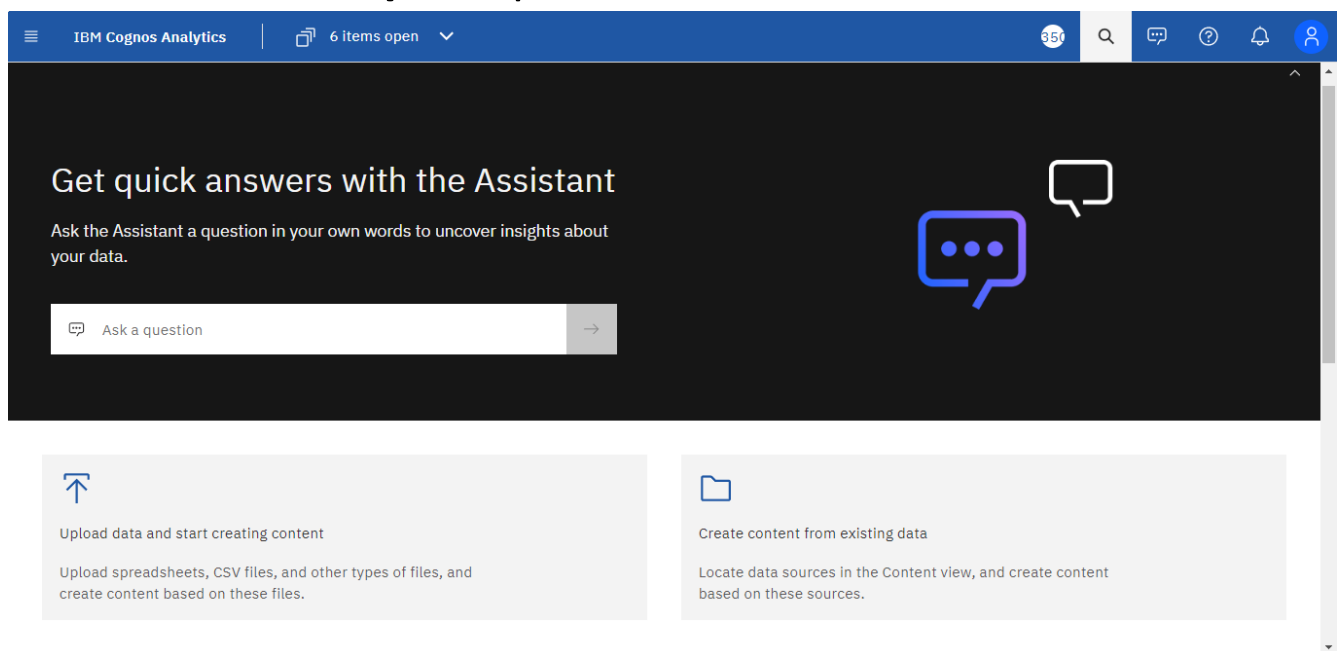 IBM Cognos Analytics
6 items open
350
Get quick answers with the Assistant
Ask the Assistant a question in your own words to uncover insights about
your data.
Ask a question
Upload data and start creating content
Upload spreadsheets, CSV files, and other types of files, and
create content based on these files.
Create content from existing data
Locate data sources in the Content view, and create content
based on these sources.